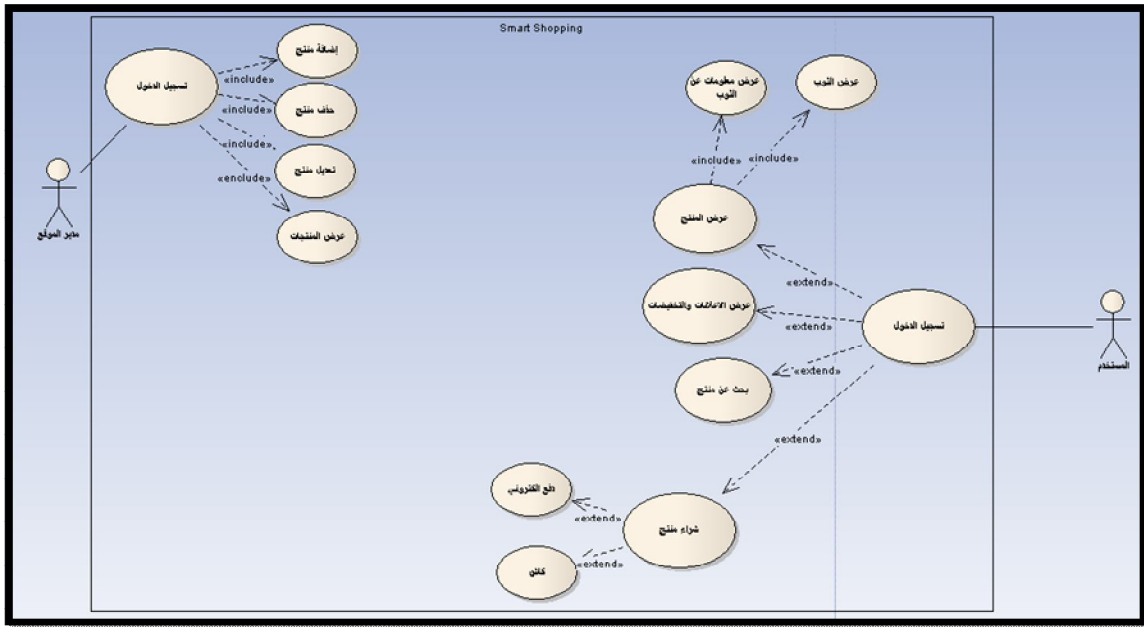 Smart Shopping
إضافة منتج
تسجيل الدخول
«include»
حذف منتج
«include»
«include»
تعديل منتج
«enclude»
عرض المنتجات
مدير الموقع
عرض معلومات عن
الثوب
عرض الثوب
«include»
«include»
عرض المنتج
«extend»
عرض الاعلانات والتخفيضات
«extend»
تسجيل الدخول
المستخدم
«extend»
بحث عن منتج
«extend»
دفع الكتروني
«extend»
شراء منتج
«extend»
كاش